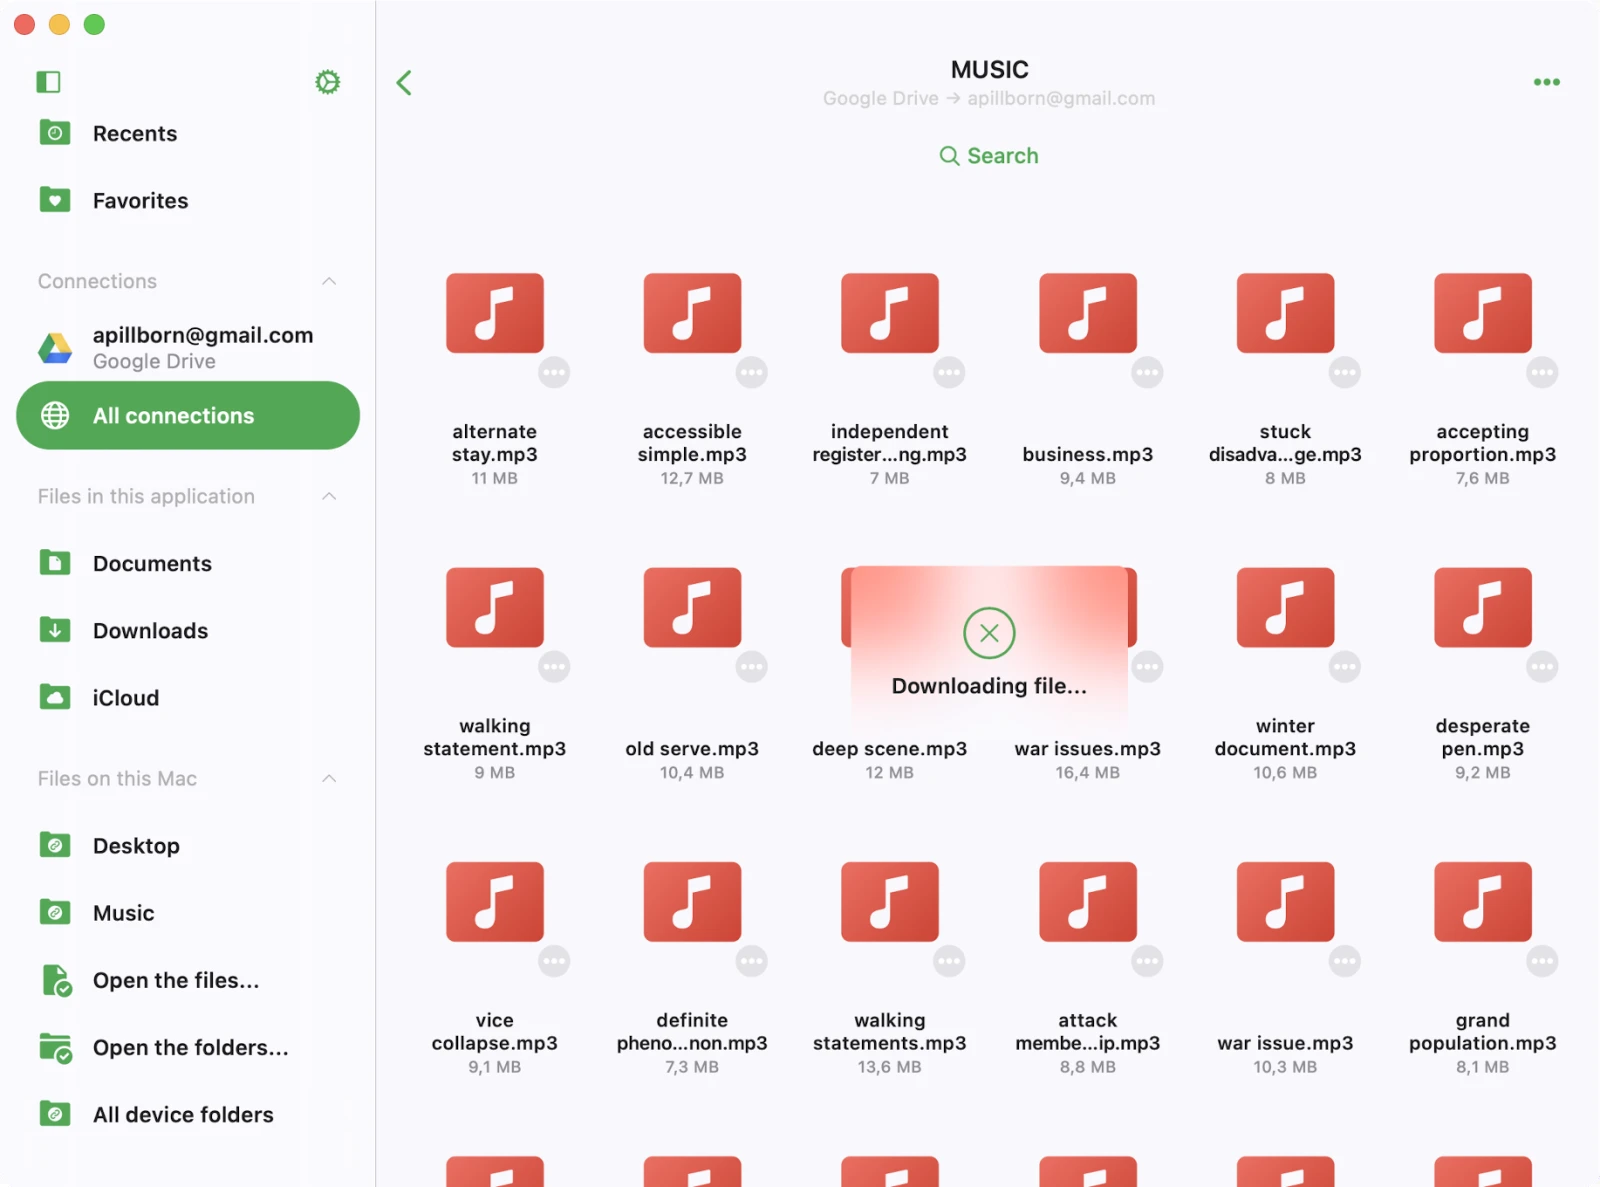 Recents
Favorites
Connections
apillborn@gmail.com
Google Drive
All connections
Files in this application
Documents
Downloads
iCloud
Files on this Mac
Desktop
Music
Open the files...
Open the folders...
All device folders
MUSIC
Google Drive → apillborn@gmail.com
Search
alternate
stay.mp3
11 MB
accessible
simple.mp3
12,7 MB
independent
register...ng.mp3
7 MB
business.mp3
9,4 MB
stuck
disadva...ge.mp3
8 MB
accepting
proportion.mp3
7,6 MB
Downloading file...
walking
statement.mp3
9 MB
old serve.mp3
10,4 MB
deep scene.mp3
12 MB
war issues.mp3
16,4 MB
winter
document.mp3
10,6 MB
desperate
pen.mp3
9,2 MB
vice
collapse.mp3
9,1 MB
definite
pheno...non.mp3
7,3 MB
walking
statements.mp3
13,6 MB
attack
membe...ip.mp3
8,8 MB
war issue.mp3
10,3 MB
grand
population.mp3
8,1 MB